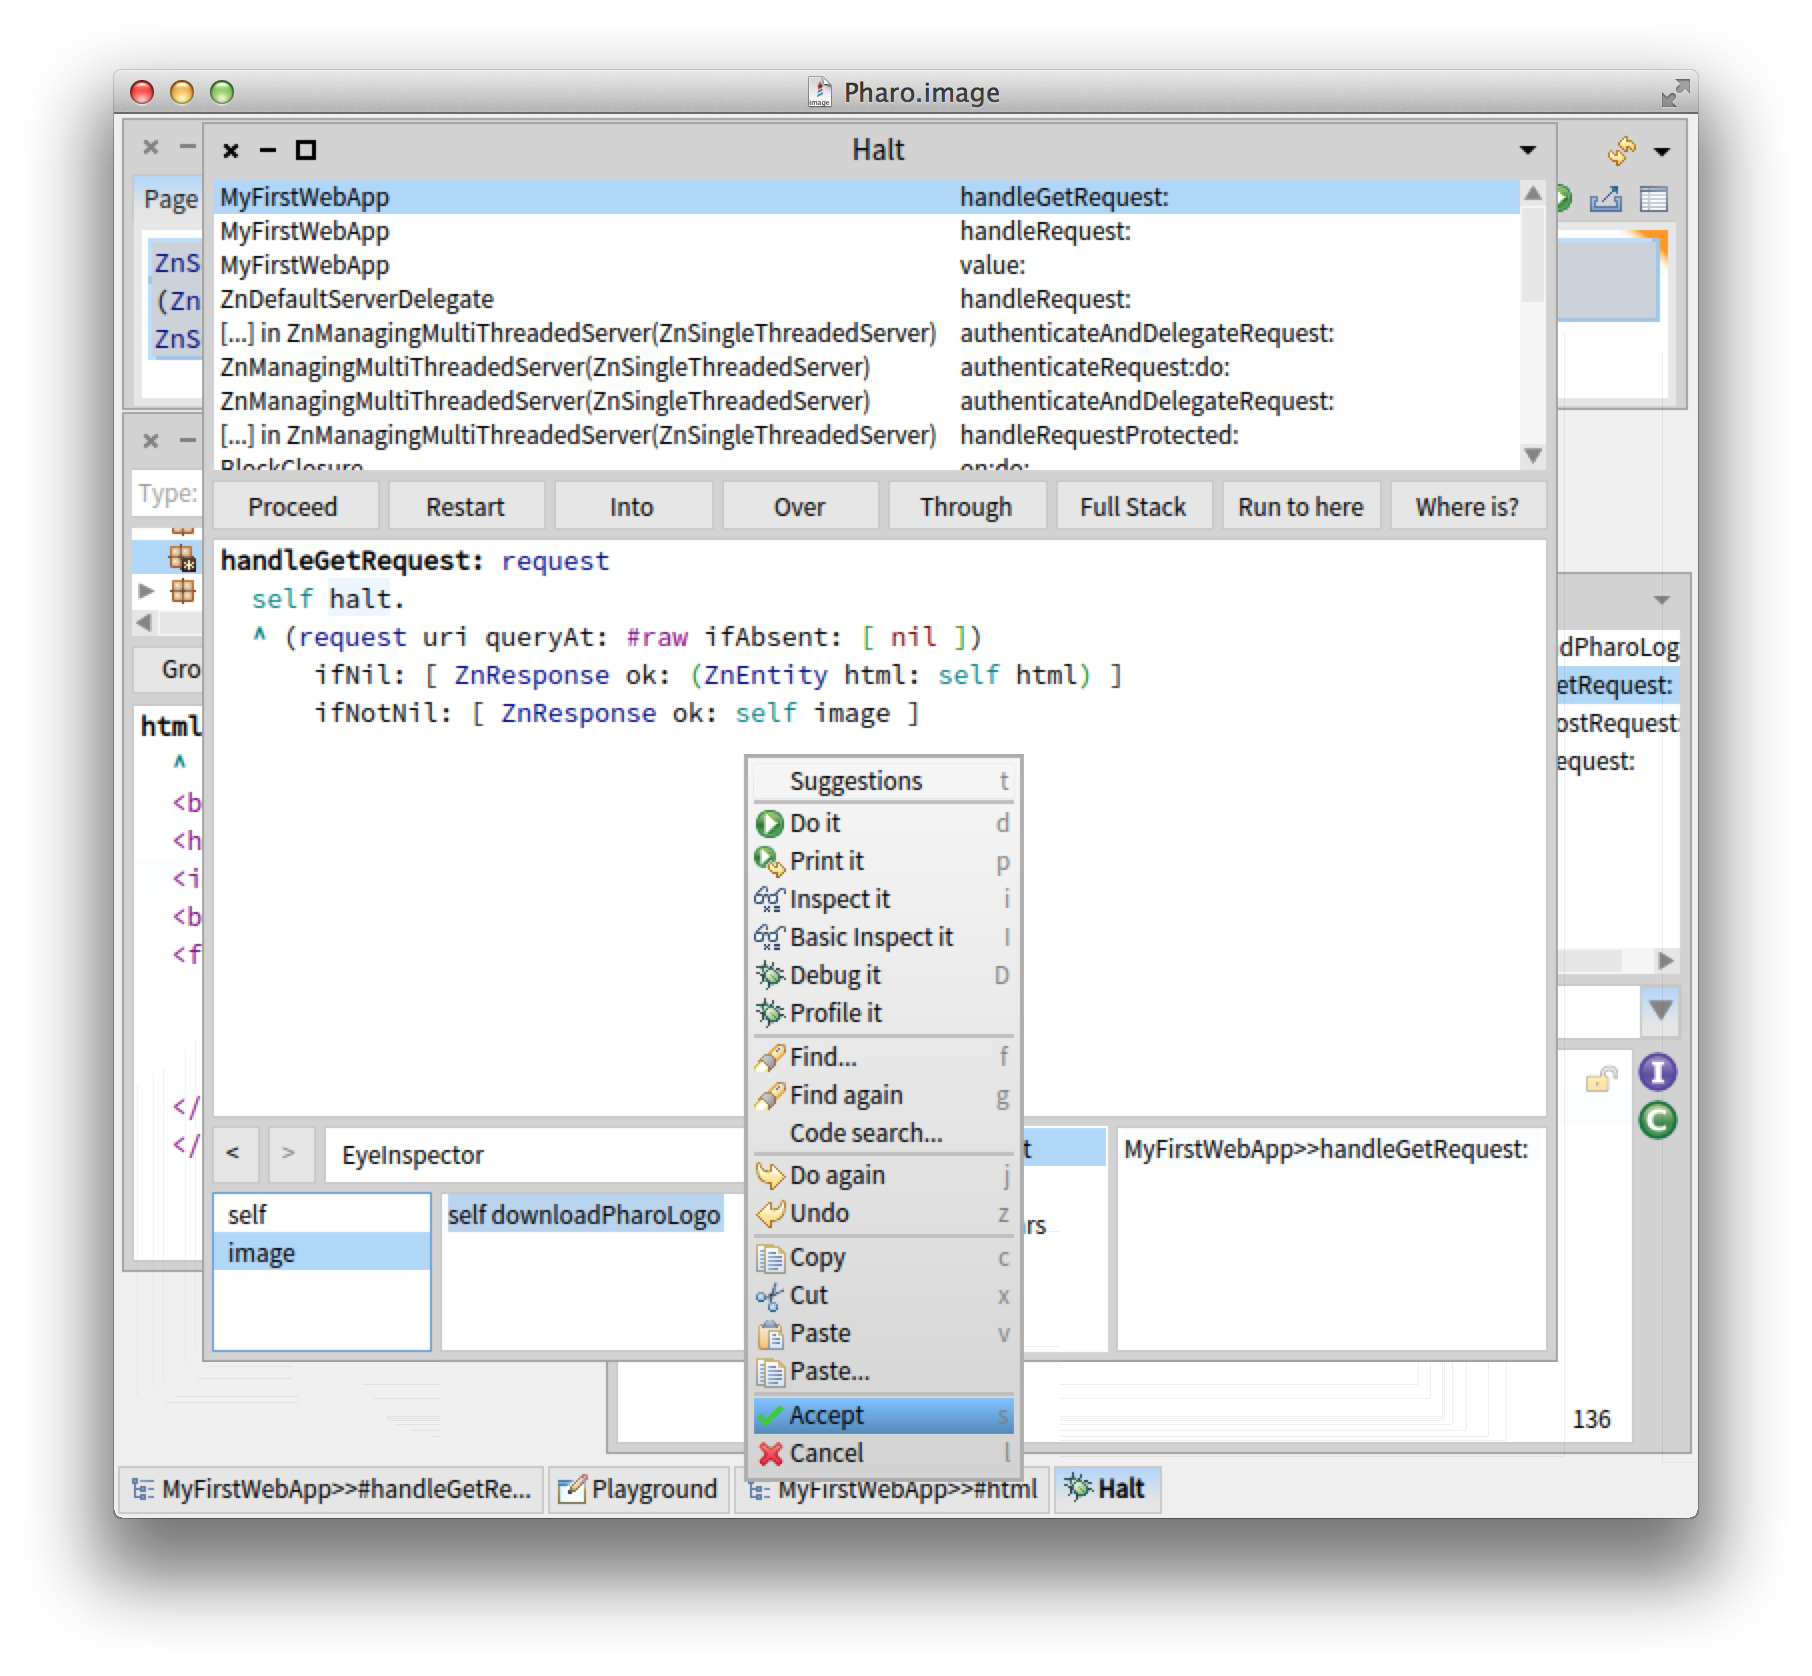 Pharo.image
Halt
Page
MyFirstWebApp handleGetRequest:
MyFirstWebApp handleRequest:
MyFirstWebApp value:
ZnDefaultServerDelegate handleRequest:
[...] in ZnManagingMultiThreadedServer(ZnSingleThreadedServer) authenticateAndDelegateRequest:
ZnManagingMultiThreadedServer(ZnSingleThreadedServer) authenticateRequest:do:
ZnManagingMultiThreadedServer(ZnSingleThreadedServer) authenticateAndDelegateRequest:
[...] in ZnManagingMultiThreadedServer(ZnSingleThreadedServer) handleRequestProtected:
BlockClosure on:do:
ZnS
(Zn
ZnS
Type:
Proceed Restart Into Over Through Full Stack Run to here Where is?
handleGetRequest: request
self halt.
^ (request uri queryAt: #raw ifAbsent: [ nil ])
ifNil: [ ZnResponse ok: (ZnEntity html: self html) ]
ifNotNil: [ ZnResponse ok: self image ]
Gro
html
^
<b
<h
<i
<b
<f
</
</
dPharoLog
etRequest:
ostRequest:
equest:
Suggestions t
Do it d
Print it p
Inspect it i
Basic Inspect it I
Debug it D
Profile it
Find... f
Find again g
Code search...
Do again j
Undo z
Copy c
Cut x
Paste v
Paste...
Accept s
Cancel l
I
C
< > EyeInspector
self
image
self downloadPharoLogo
t
rs
MyFirstWebApp>>handleGetRequest:
136
MyFirstWebApp>>#handleGetRe... Playground MyFirstWebApp>>#html Halt